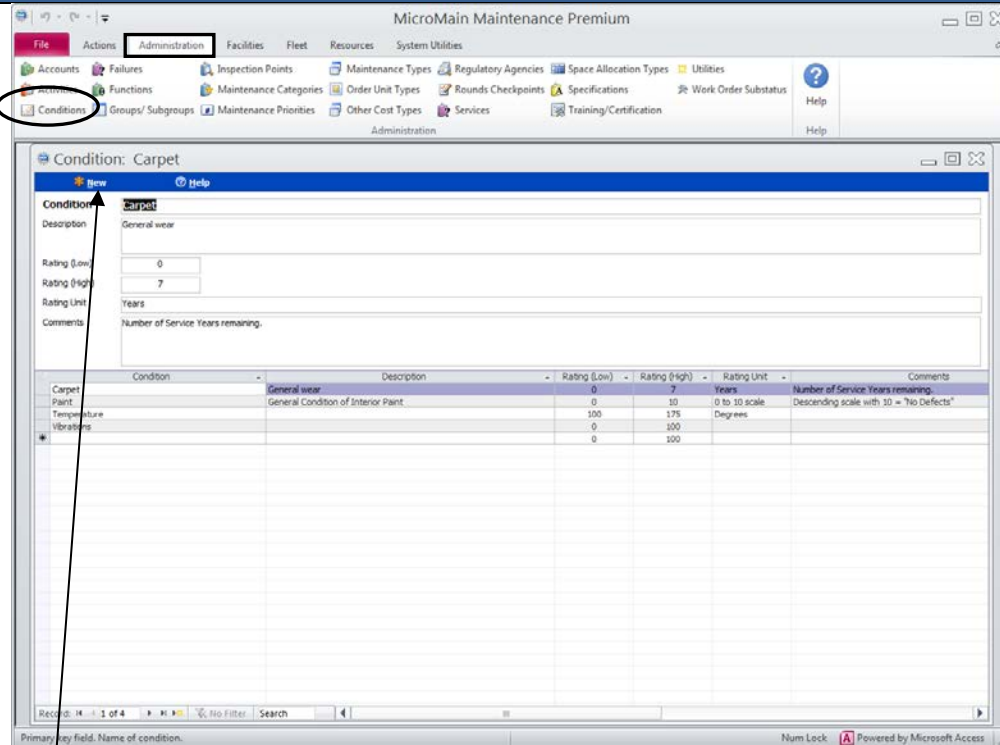 MicroMain Maintenance Premium
File Actions Administration Facilities Fleet Resources System Utilities
Accounts Failures Inspection Points Maintenance Types Regulatory Agencies Space Allocation Types Utilities
Activities Functions Maintenance Categories Order Unit Types Rounds Checkpoints Specifications Work Order Substatus
Conditions Groups/ Subgroups Maintenance Priorities Other Cost Types Services Training/Certification
Help
Administration Help
Condition: Carpet
New Help
Condition Carpet
Description General wear
Rating (Low) 0
Rating (High) 7
Rating Unit Years
Comments Number of Service Years remaining.
Condition Description Rating (Low) Rating (High) Rating Unit Comments
Carpet General wear 0 7 Years Number of Service Years remaining.
Paint General Condition of Interior Paint 0 10 0 to 10 scale Descending scale with 10 = "No Defects"
Temperature 100 175 Degrees
Vibrations 0 100
0 100
Record: 1 of 4 No Filter Search
Primary key field. Name of condition. Num Lock Powered by Microsoft Access